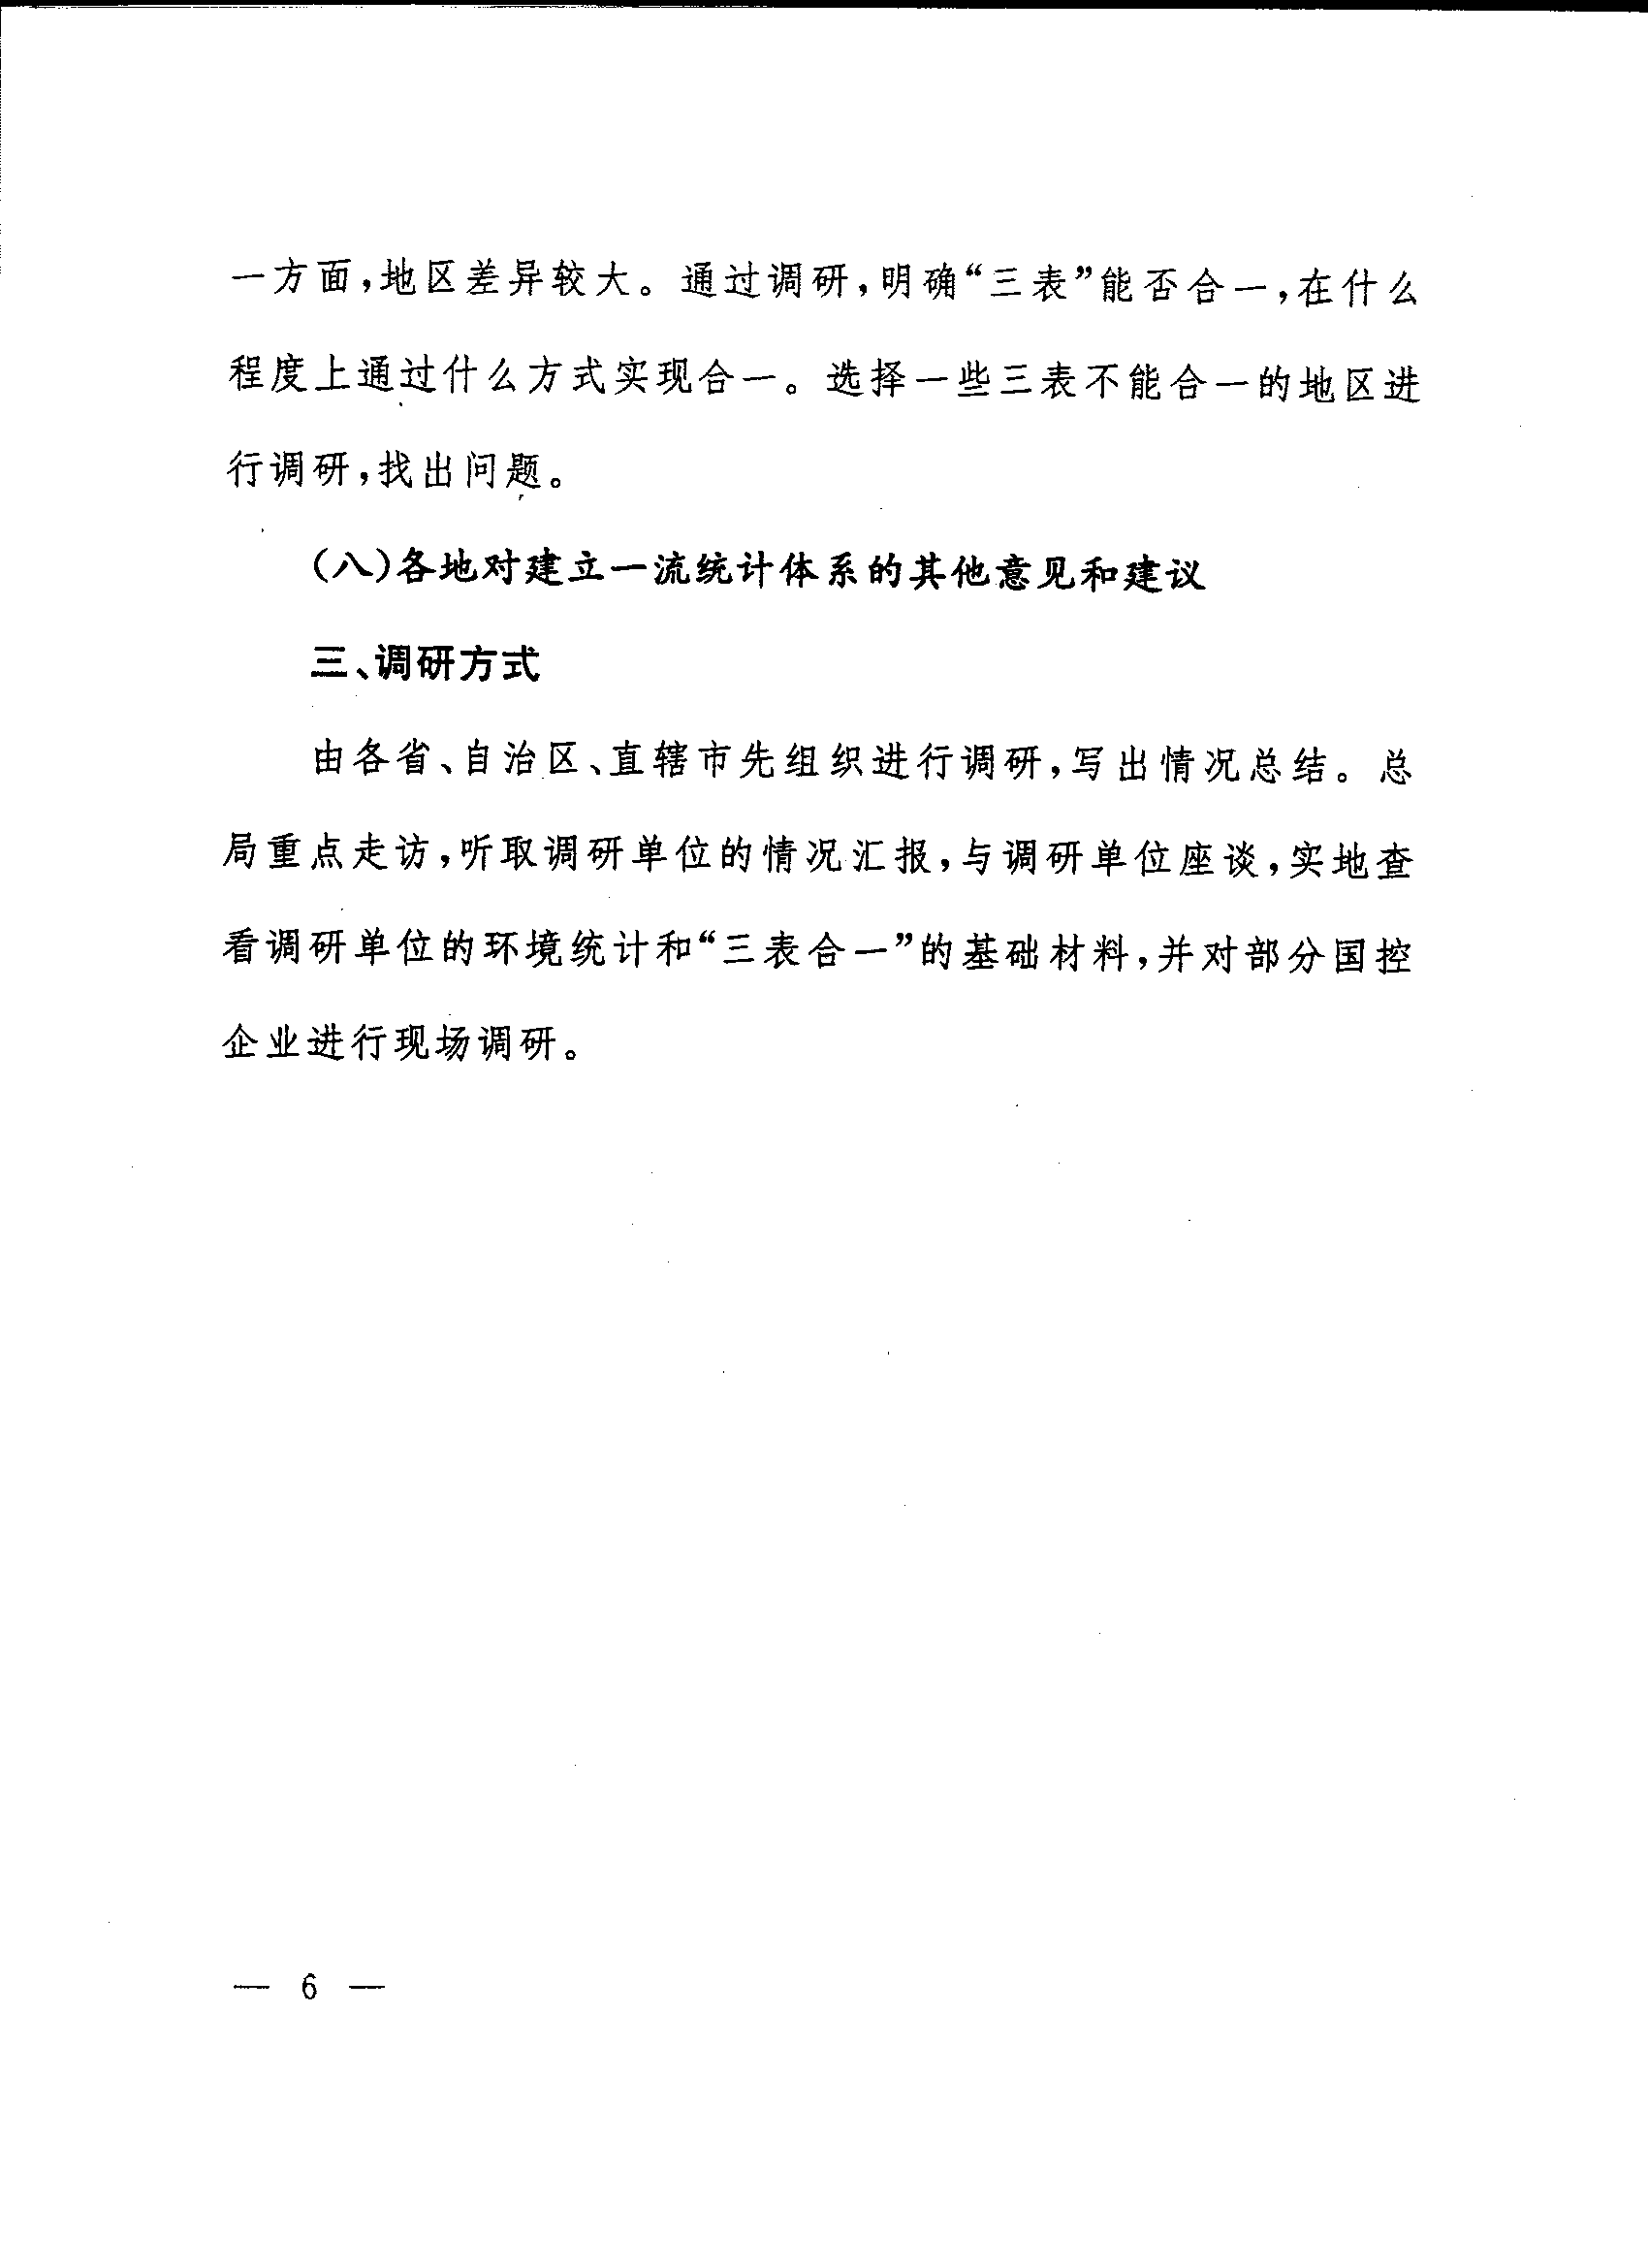 一方面,地区差异较大。通过调研,明确“三表”能否合一,在什么
程度上通过什么方式实现合一。选择一些三表不能合一的地区进
行调研,找出问题。
(八)各地对建立一流统计体系的其他意见和建议
三、调研方式
由各省、自治区、直辖市先组织进行调研,写出情况总结。总
局重点走访,听取调研单位的情况汇报,与调研单位座谈,实地查
看调研单位的环境统计和“三表合一”的基础材料,并对部分国控
企业进行现场调研。
— 6 —